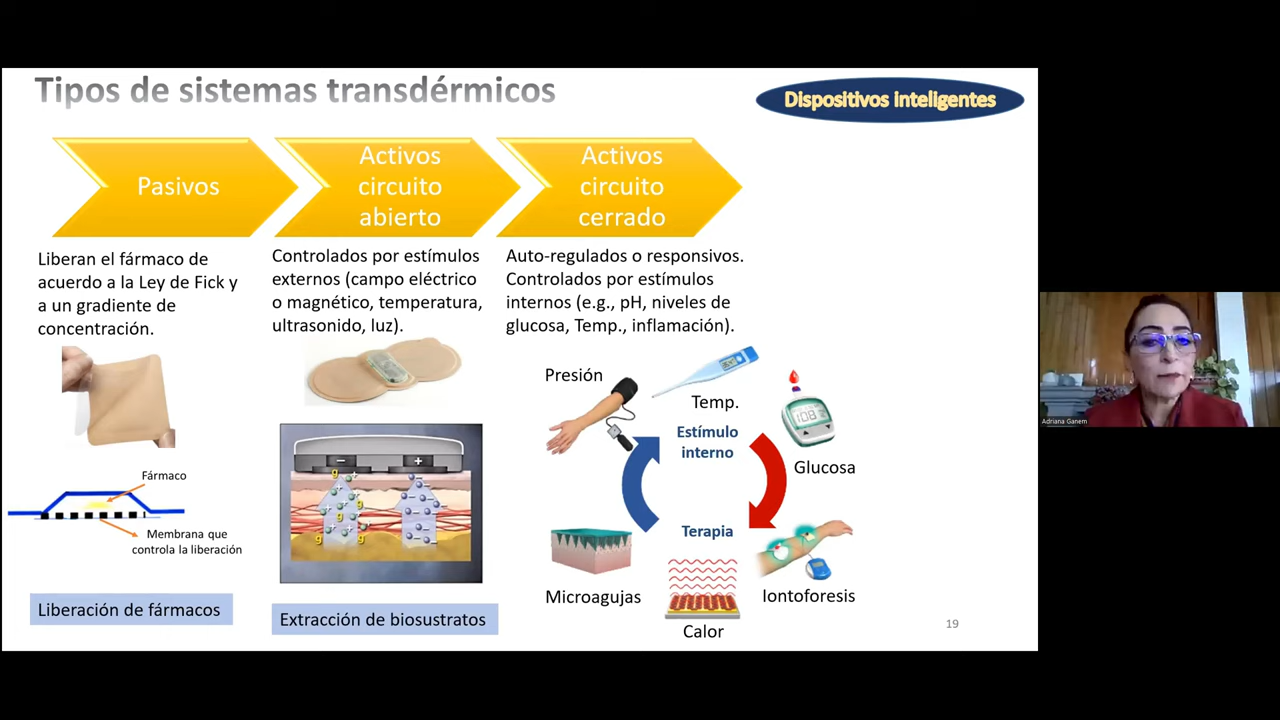 Tipos de sistemas transdérmicos
Dispositivos inteligentes
Pasivos
Activos
circuito
abierto
Activos
circuito
cerrado
Liberan el fármaco de
acuerdo a la Ley de Fick y
a un gradiente de
concentración.
Controlados por estímulos
externos (campo eléctrico
o magnético, temperatura,
ultrasonido, luz).
Auto-regulados o responsivos.
Controlados por estímulos
internos (e.g., pH, niveles de
glucosa, Temp., inflamación).
Fármaco
Membrana que
controla la liberación
Liberación de fármacos
Extracción de biosustratos
Presión
Temp.
Estímulo
interno
Glucosa
Terapia
Microagujas
Calor
Iontoforesis
19
Adriana Ganem